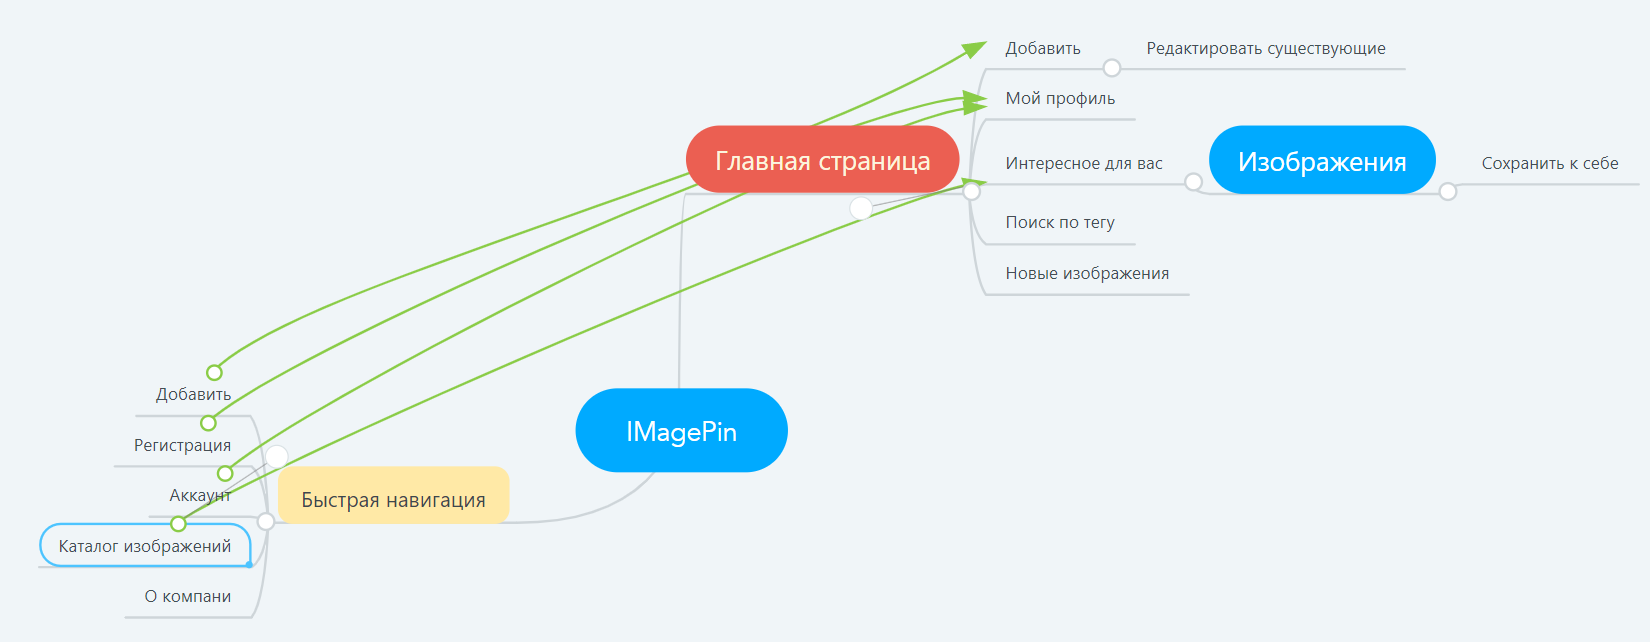 Добавить
Редактировать существующие
Мой профиль
Главная страница
Интересное для вас
Изображения
Сохранить к себе
Поиск по тегу
Новые изображения
Добавить
IMagePin
Регистрация
Аккаунт
Быстрая навигация
Каталог изображений
О компани